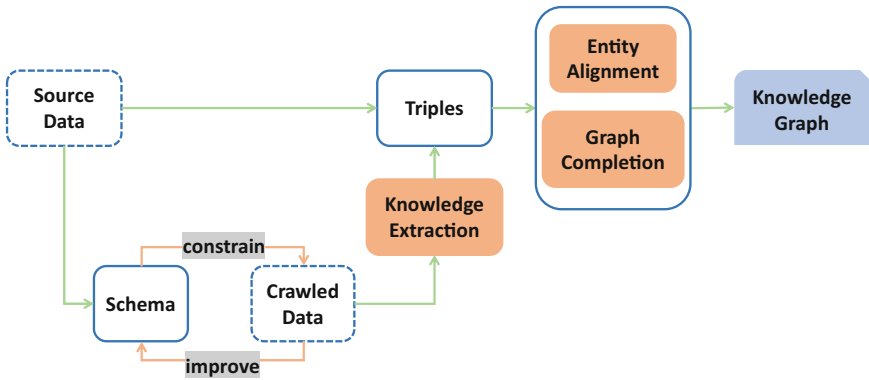 Source
Data
Triples
Entity
Alignment
Graph
Completion
Knowledge
Graph
Knowledge
Extraction
constrain
Schema
Crawled
Data
improve